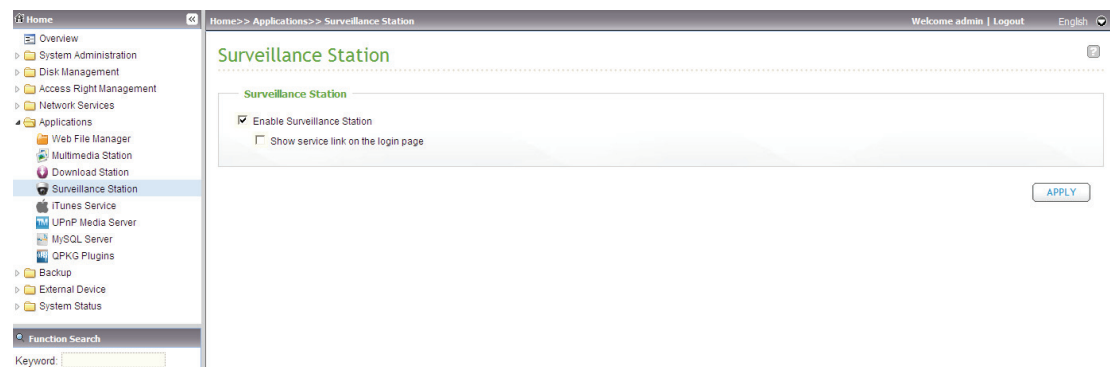 Home
Overview
System Administration
Disk Management
Access Right Management
Network Services
Applications
Web File Manager
Multimedia Station
Download Station
Surveillance Station
iTunes Service
UPnP Media Server
MySQL Server
QPKG Plugins
Backup
External Device
System Status
Function Search
Keyword:
Home>> Applications>> Surveillance Station
Welcome admin | Logout English
Surveillance Station
Surveillance Station
Enable Surveillance Station
Show service link on the login page
APPLY